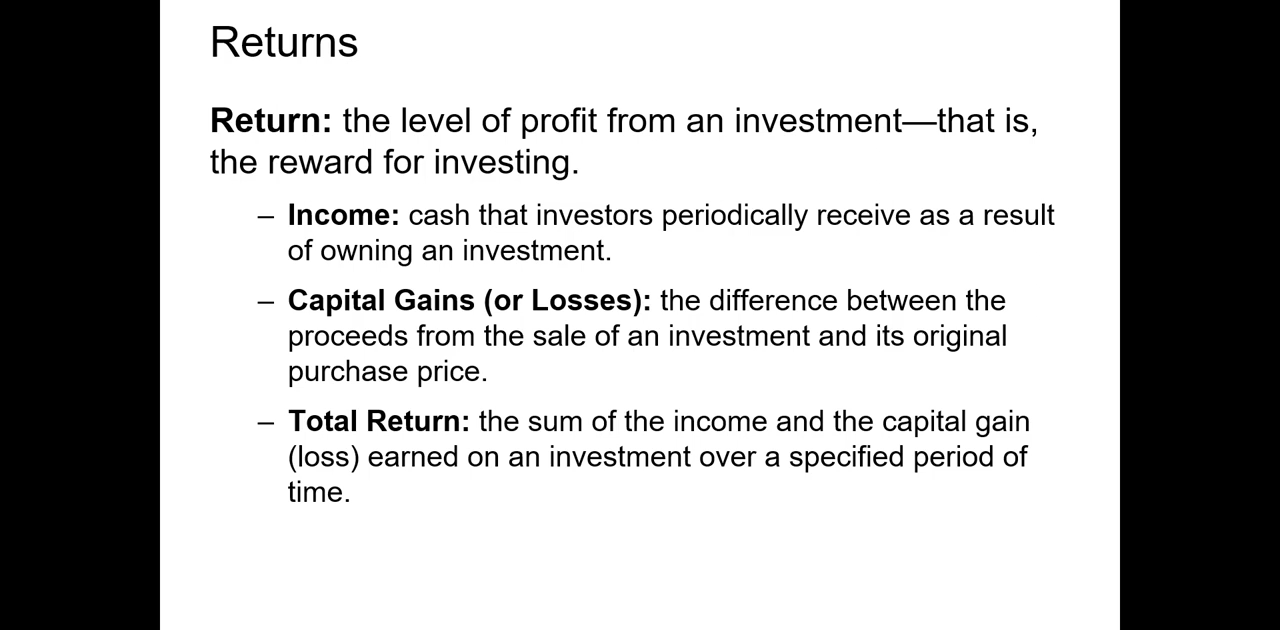 Returns
Return: the level of profit from an investment—that is,
the reward for investing.
– Income: cash that investors periodically receive as a result
of owning an investment.
– Capital Gains (or Losses): the difference between the
proceeds from the sale of an investment and its original
purchase price.
– Total Return: the sum of the income and the capital gain
(loss) earned on an investment over a specified period of
time.